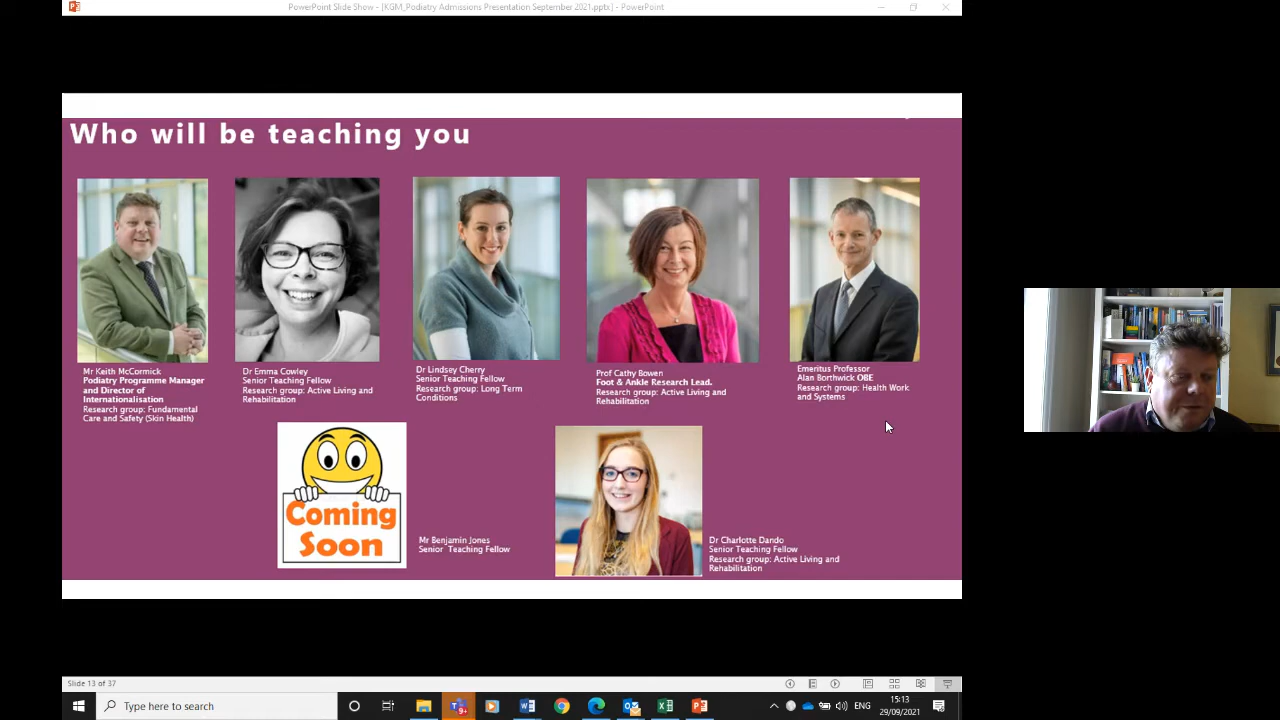 PowerPoint Slide Show - [KGM_Podiatry Admissions Presentation September 2021.pptx] - PowerPoint
Who will be teaching you
Mr Keith McCormick
Podiatry Programme Manager
and Director of
Internationalisation
Research group: Fundamental
Care and Safety (Skin Health)
Dr Emma Cowley
Senior Teaching Fellow
Research group: Active Living and
Rehabilitation
Dr Lindsey Cherry
Senior Teaching Fellow
Research group: Long Term
Conditions
Prof Cathy Bowen
Foot & Ankle Research Lead.
Research group: Active Living and
Rehabilitation
Emeritus Professor
Alan Borthwick OBE
Research group: Health Work
and Systems
Coming
Soon
Mr Benjamin Jones
Senior Teaching Fellow
Dr Charlotte Dando
Senior Teaching Fellow
Research group: Active Living and
Rehabilitation
Slide 13 of 37
Type here to search
9+
ENG
15:13
29/09/2021